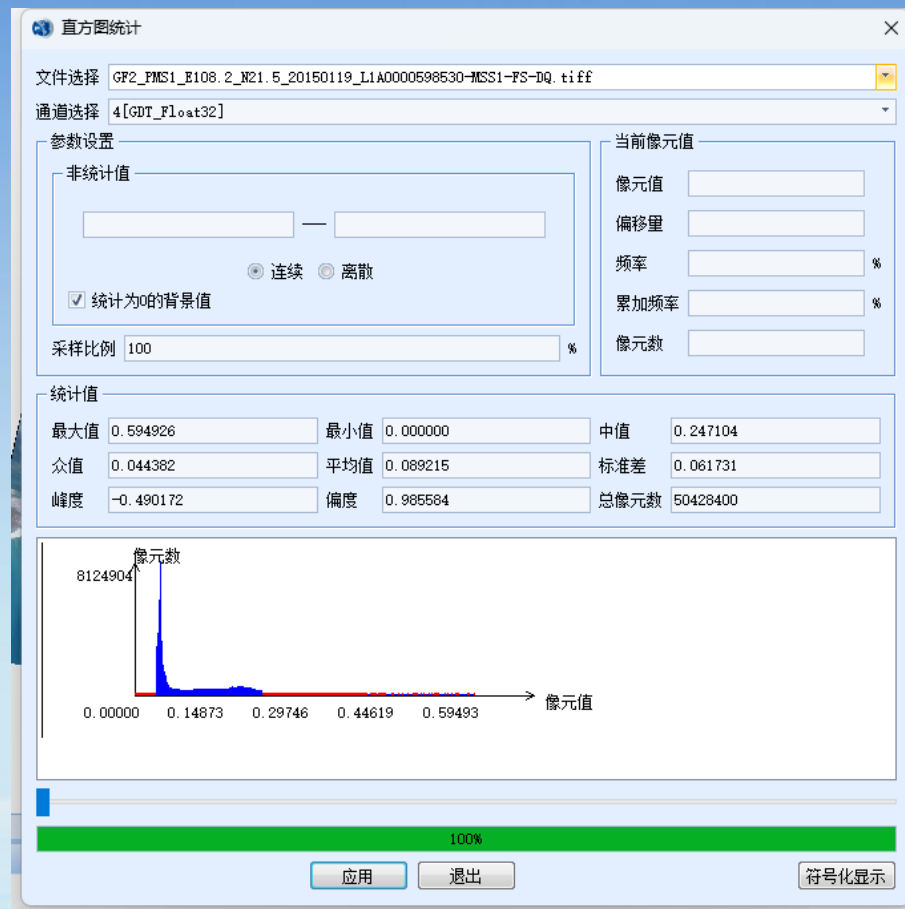 直方图统计
文件选择 GF2_PMS1_E108.2_N21.5_20150119_L1A0000598530-MSS1-FS-DQ.tiff
通道选择 4[GDT_Float32]
参数设置
非统计值
—
连续 离散
统计为0的背景值
采样比例 100 %
当前像元值
像元值
偏移量
频率 %
累加频率 %
像元数
统计值
最大值 0.594926 最小值 0.000000 中值 0.247104
众值 0.044382 平均值 0.089215 标准差 0.061731
峰度 -0.490172 偏度 0.985584 总像元数 50428400
像元数
8124904
像元值
0.00000 0.14873 0.29746 0.44619 0.59493
100%
应用 退出 符号化显示